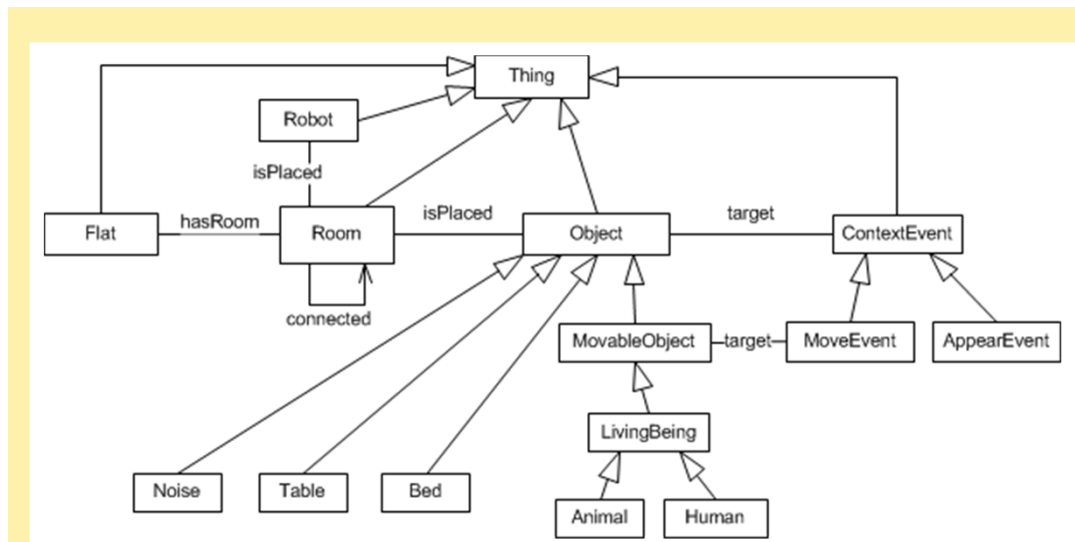 Thing
Robot
isPlaced
Flat
hasRoom
Room
isPlaced
Object
target
ContextEvent
connected
MovableObject
target
MoveEvent
AppearEvent
LivingBeing
Noise
Table
Bed
Animal
Human